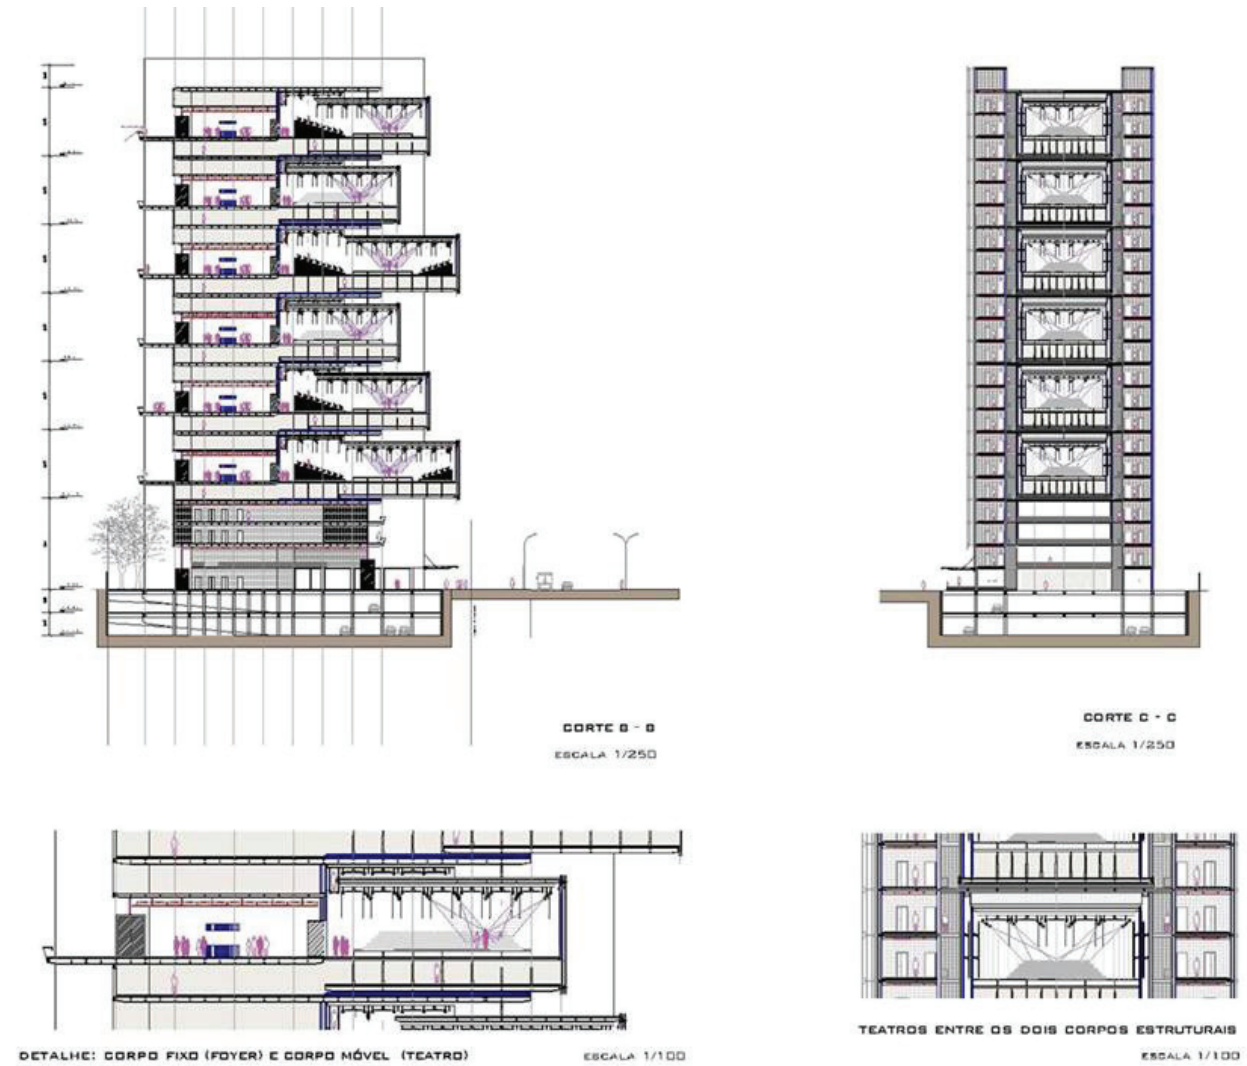 CORTE B - B
ESCALA 1/250
CORTE C - C
ESCALA 1/250
DETALHE: CORPO FIXO (FOYER) E CORPO MÓVEL (TEATRO)
ESCALA 1/100
TEATROS ENTRE OS DOIS CORPOS ESTRUTURAIS
ESCALA 1/100